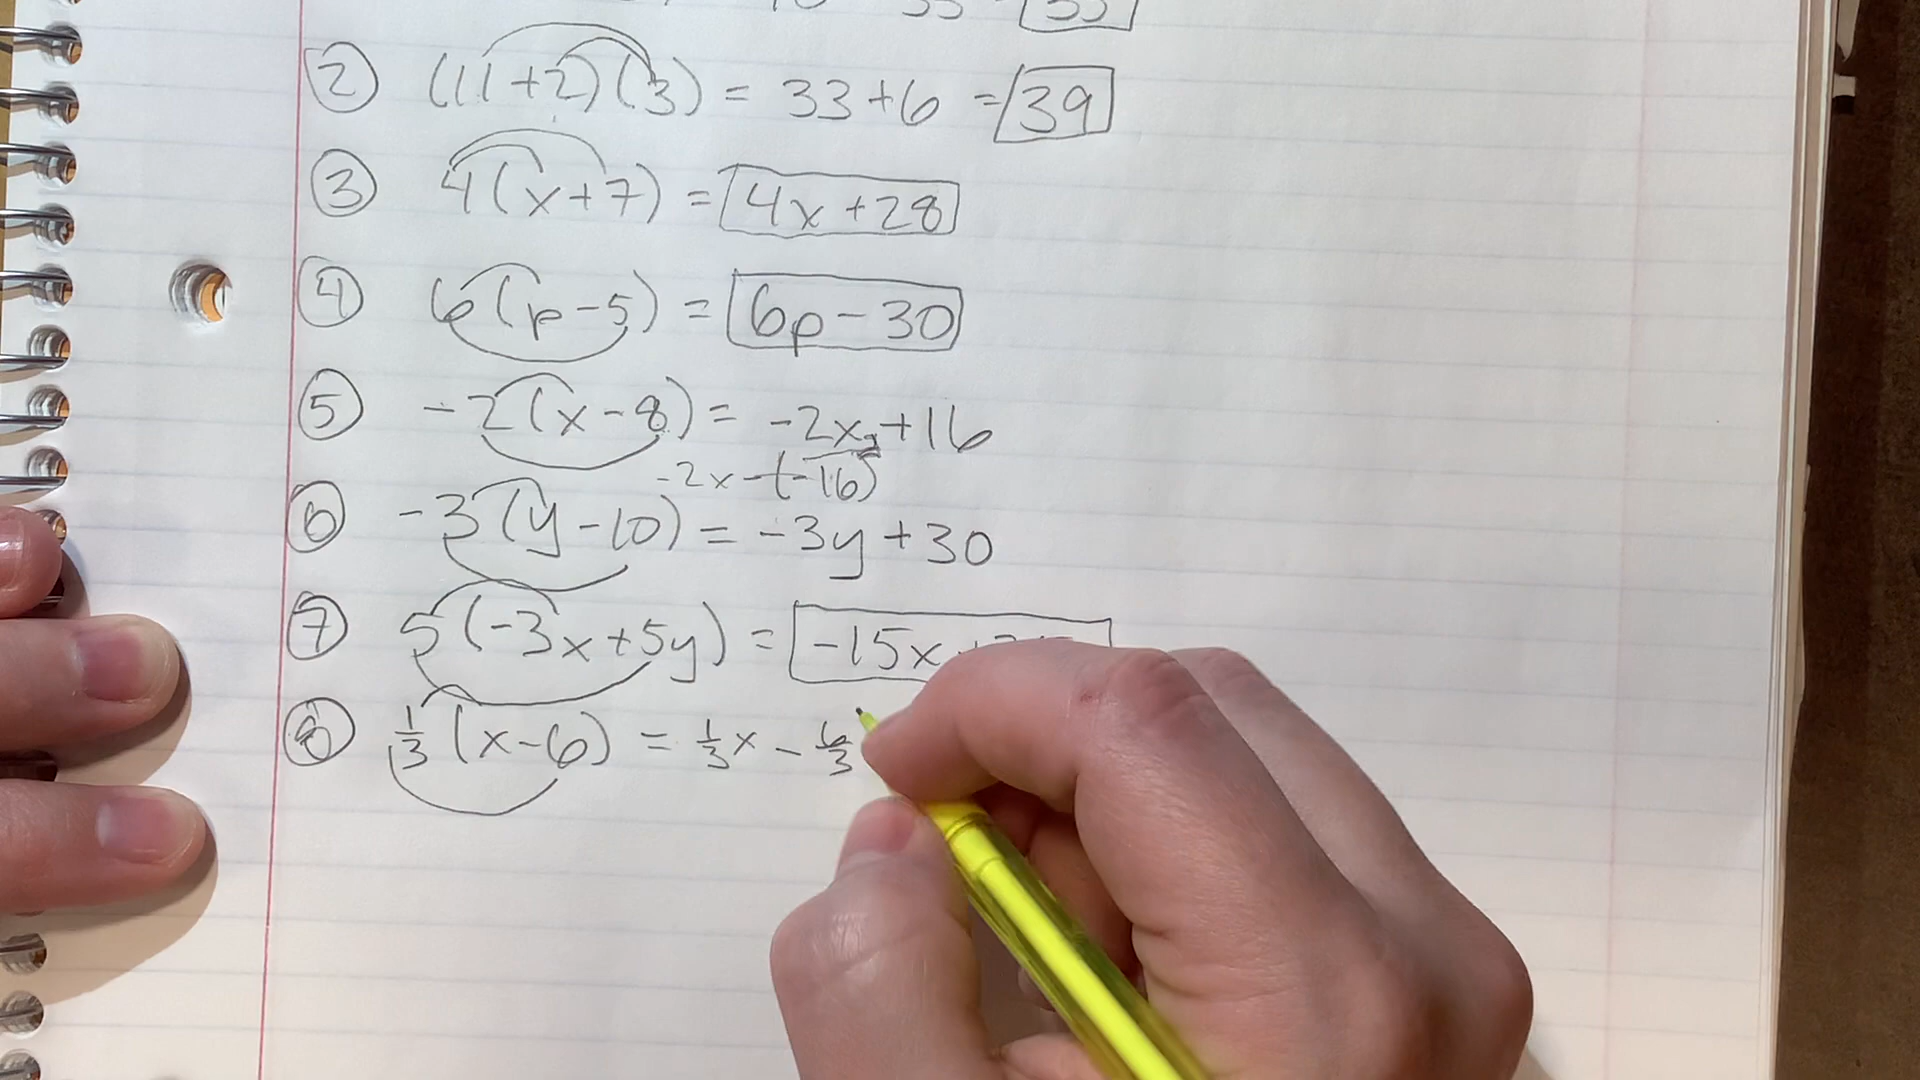 ② (11+2)(3) = 33+6 = 39
③ 4(x+7) = 4x+28
④ 6(p-5) = 6p-30
⑤ -2(x-8) = -2x+16
-2x-(-16)
⑥ -3(y-10) = -3y+30
⑦ 5(-3x+5y) = -15x
⑧ 1/3(x-6) = 1/3x - 6/3